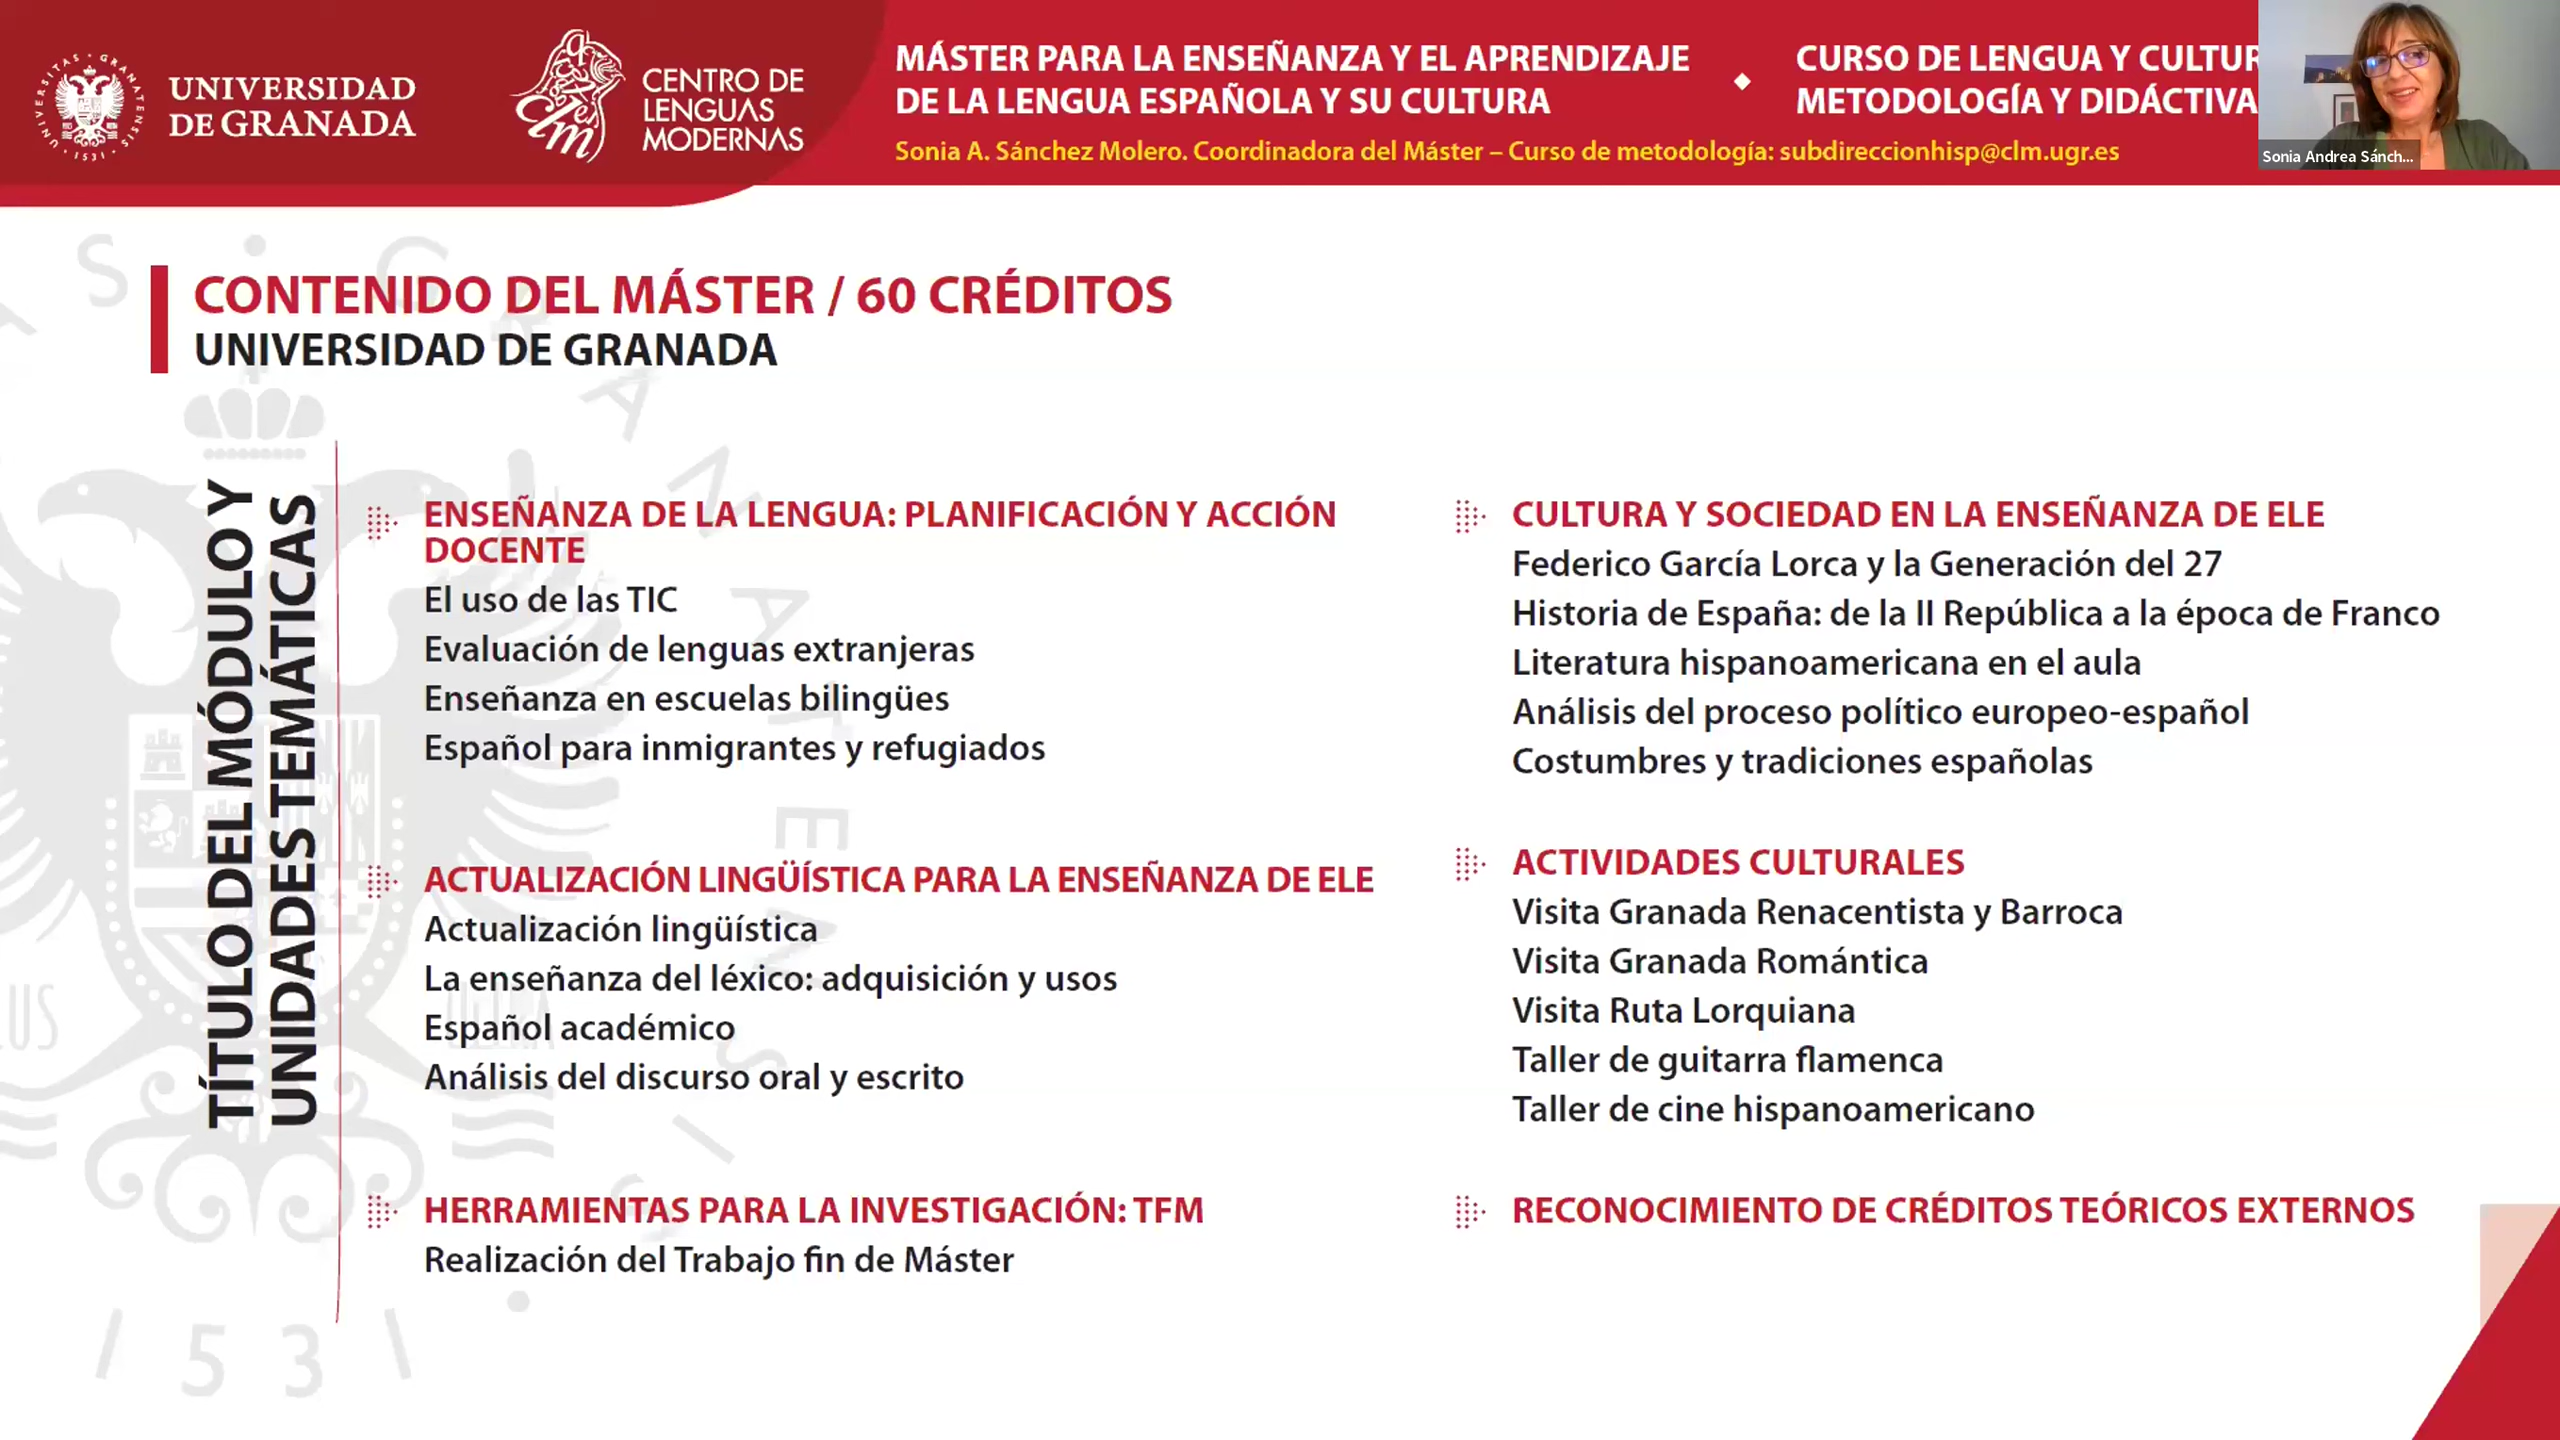 UNIVERSITAS · GRANATENSIS · 1531 ·
UNIVERSIDAD
DE GRANADA
clm
CENTRO DE
LENGUAS
MODERNAS
MÁSTER PARA LA ENSEÑANZA Y EL APRENDIZAJE
DE LA LENGUA ESPAÑOLA Y SU CULTURA
CURSO DE LENGUA Y CULTUR
METODOLOGÍA Y DIDÁCTIVA
Sonia A. Sánchez Molero. Coordinadora del Máster – Curso de metodología: subdireccionhisp@clm.ugr.es
Sonia Andrea Sánch...
CONTENIDO DEL MÁSTER / 60 CRÉDITOS
UNIVERSIDAD DE GRANADA
TÍTULO DEL MÓDULO Y
UNIDADES TEMÁTICAS
ENSEÑANZA DE LA LENGUA: PLANIFICACIÓN Y ACCIÓN
DOCENTE
El uso de las TIC
Evaluación de lenguas extranjeras
Enseñanza en escuelas bilingües
Español para inmigrantes y refugiados
ACTUALIZACIÓN LINGÜÍSTICA PARA LA ENSEÑANZA DE ELE
Actualización lingüística
La enseñanza del léxico: adquisición y usos
Español académico
Análisis del discurso oral y escrito
HERRAMIENTAS PARA LA INVESTIGACIÓN: TFM
Realización del Trabajo fin de Máster
CULTURA Y SOCIEDAD EN LA ENSEÑANZA DE ELE
Federico García Lorca y la Generación del 27
Historia de España: de la II República a la época de Franco
Literatura hispanoamericana en el aula
Análisis del proceso político europeo-español
Costumbres y tradiciones españolas
ACTIVIDADES CULTURALES
Visita Granada Renacentista y Barroca
Visita Granada Romántica
Visita Ruta Lorquiana
Taller de guitarra flamenca
Taller de cine hispanoamericano
RECONOCIMIENTO DE CRÉDITOS TEÓRICOS EXTERNOS
1531